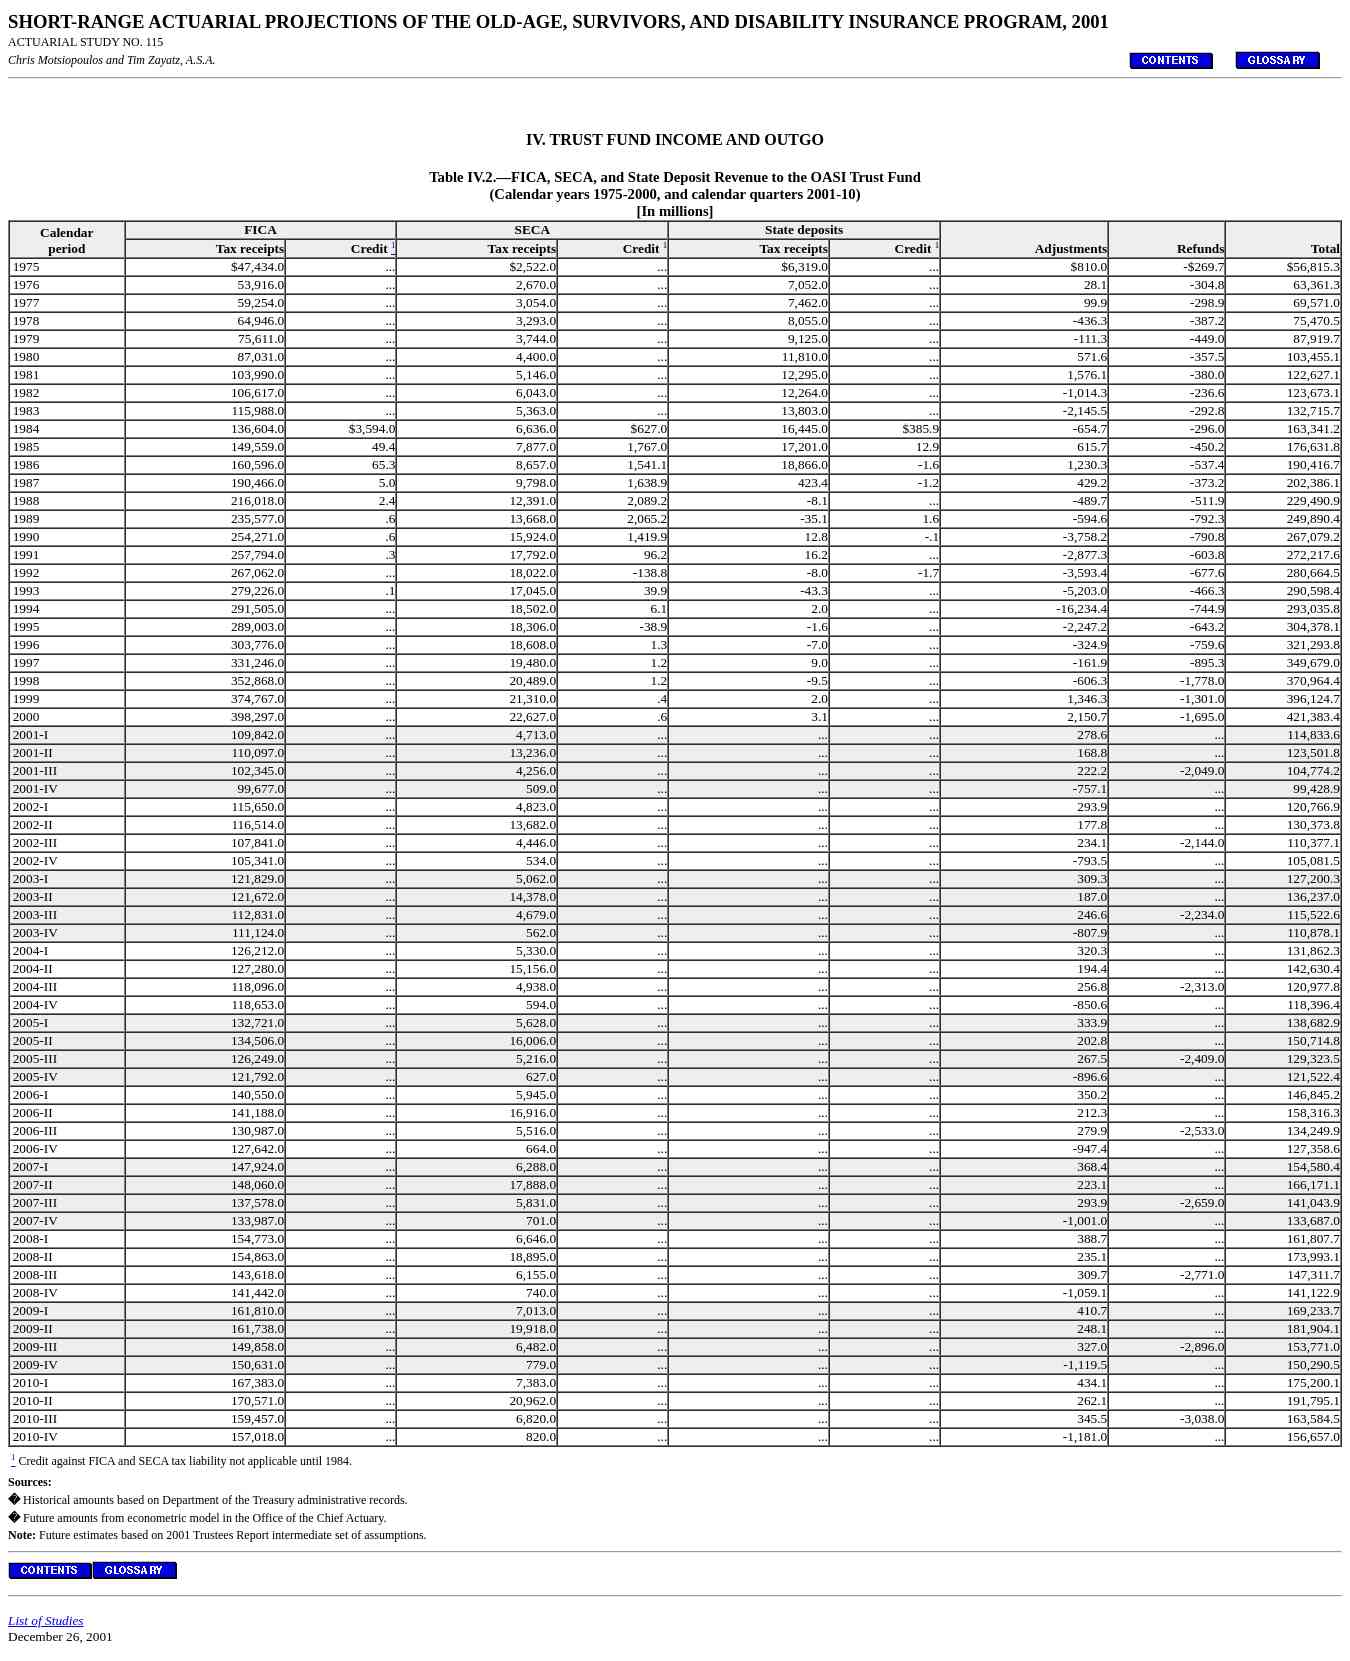 SHORT-RANGE ACTUARIAL PROJECTIONS OF THE OLD-AGE, SURVIVORS, AND DISABILITY INSURANCE PROGRAM, 2001
ACTUARIAL STUDY NO. 115
Chris Motsiopoulos and Tim Zayatz, A.S.A. CONTENTS GLOSSARY
IV. TRUST FUND INCOME AND OUTGO
Table IV.2.—FICA, SECA, and State Deposit Revenue to the OASI Trust Fund
(Calendar years 1975-2000, and calendar quarters 2001-10)
[In millions]
Calendar period FICA SECA State deposits Adjustments Refunds Total
Tax receipts Credit 1 Tax receipts Credit 1 Tax receipts Credit 1
1975 $47,434.0 ... $2,522.0 ... $6,319.0 ... $810.0 -$269.7 $56,815.3
1976 53,916.0 ... 2,670.0 ... 7,052.0 ... 28.1 -304.8 63,361.3
1977 59,254.0 ... 3,054.0 ... 7,462.0 ... 99.9 -298.9 69,571.0
1978 64,946.0 ... 3,293.0 ... 8,055.0 ... -436.3 -387.2 75,470.5
1979 75,611.0 ... 3,744.0 ... 9,125.0 ... -111.3 -449.0 87,919.7
1980 87,031.0 ... 4,400.0 ... 11,810.0 ... 571.6 -357.5 103,455.1
1981 103,990.0 ... 5,146.0 ... 12,295.0 ... 1,576.1 -380.0 122,627.1
1982 106,617.0 ... 6,043.0 ... 12,264.0 ... -1,014.3 -236.6 123,673.1
1983 115,988.0 ... 5,363.0 ... 13,803.0 ... -2,145.5 -292.8 132,715.7
1984 136,604.0 $3,594.0 6,636.0 $627.0 16,445.0 $385.9 -654.7 -296.0 163,341.2
1985 149,559.0 49.4 7,877.0 1,767.0 17,201.0 12.9 615.7 -450.2 176,631.8
1986 160,596.0 65.3 8,657.0 1,541.1 18,866.0 -1.6 1,230.3 -537.4 190,416.7
1987 190,466.0 5.0 9,798.0 1,638.9 423.4 -1.2 429.2 -373.2 202,386.1
1988 216,018.0 2.4 12,391.0 2,089.2 -8.1 ... -489.7 -511.9 229,490.9
1989 235,577.0 .6 13,668.0 2,065.2 -35.1 1.6 -594.6 -792.3 249,890.4
1990 254,271.0 .6 15,924.0 1,419.9 12.8 -.1 -3,758.2 -790.8 267,079.2
1991 257,794.0 .3 17,792.0 96.2 16.2 ... -2,877.3 -603.8 272,217.6
1992 267,062.0 ... 18,022.0 -138.8 -8.0 -1.7 -3,593.4 -677.6 280,664.5
1993 279,226.0 .1 17,045.0 39.9 -43.3 ... -5,203.0 -466.3 290,598.4
1994 291,505.0 ... 18,502.0 6.1 2.0 ... -16,234.4 -744.9 293,035.8
1995 289,003.0 ... 18,306.0 -38.9 -1.6 ... -2,247.2 -643.2 304,378.1
1996 303,776.0 ... 18,608.0 1.3 -7.0 ... -324.9 -759.6 321,293.8
1997 331,246.0 ... 19,480.0 1.2 9.0 ... -161.9 -895.3 349,679.0
1998 352,868.0 ... 20,489.0 1.2 -9.5 ... -606.3 -1,778.0 370,964.4
1999 374,767.0 ... 21,310.0 .4 2.0 ... 1,346.3 -1,301.0 396,124.7
2000 398,297.0 ... 22,627.0 .6 3.1 ... 2,150.7 -1,695.0 421,383.4
2001-I 109,842.0 ... 4,713.0 ... ... ... 278.6 ... 114,833.6
2001-II 110,097.0 ... 13,236.0 ... ... ... 168.8 ... 123,501.8
2001-III 102,345.0 ... 4,256.0 ... ... ... 222.2 -2,049.0 104,774.2
2001-IV 99,677.0 ... 509.0 ... ... ... -757.1 ... 99,428.9
2002-I 115,650.0 ... 4,823.0 ... ... ... 293.9 ... 120,766.9
2002-II 116,514.0 ... 13,682.0 ... ... ... 177.8 ... 130,373.8
2002-III 107,841.0 ... 4,446.0 ... ... ... 234.1 -2,144.0 110,377.1
2002-IV 105,341.0 ... 534.0 ... ... ... -793.5 ... 105,081.5
2003-I 121,829.0 ... 5,062.0 ... ... ... 309.3 ... 127,200.3
2003-II 121,672.0 ... 14,378.0 ... ... ... 187.0 ... 136,237.0
2003-III 112,831.0 ... 4,679.0 ... ... ... 246.6 -2,234.0 115,522.6
2003-IV 111,124.0 ... 562.0 ... ... ... -807.9 ... 110,878.1
2004-I 126,212.0 ... 5,330.0 ... ... ... 320.3 ... 131,862.3
2004-II 127,280.0 ... 15,156.0 ... ... ... 194.4 ... 142,630.4
2004-III 118,096.0 ... 4,938.0 ... ... ... 256.8 -2,313.0 120,977.8
2004-IV 118,653.0 ... 594.0 ... ... ... -850.6 ... 118,396.4
2005-I 132,721.0 ... 5,628.0 ... ... ... 333.9 ... 138,682.9
2005-II 134,506.0 ... 16,006.0 ... ... ... 202.8 ... 150,714.8
2005-III 126,249.0 ... 5,216.0 ... ... ... 267.5 -2,409.0 129,323.5
2005-IV 121,792.0 ... 627.0 ... ... ... -896.6 ... 121,522.4
2006-I 140,550.0 ... 5,945.0 ... ... ... 350.2 ... 146,845.2
2006-II 141,188.0 ... 16,916.0 ... ... ... 212.3 ... 158,316.3
2006-III 130,987.0 ... 5,516.0 ... ... ... 279.9 -2,533.0 134,249.9
2006-IV 127,642.0 ... 664.0 ... ... ... -947.4 ... 127,358.6
2007-I 147,924.0 ... 6,288.0 ... ... ... 368.4 ... 154,580.4
2007-II 148,060.0 ... 17,888.0 ... ... ... 223.1 ... 166,171.1
2007-III 137,578.0 ... 5,831.0 ... ... ... 293.9 -2,659.0 141,043.9
2007-IV 133,987.0 ... 701.0 ... ... ... -1,001.0 ... 133,687.0
2008-I 154,773.0 ... 6,646.0 ... ... ... 388.7 ... 161,807.7
2008-II 154,863.0 ... 18,895.0 ... ... ... 235.1 ... 173,993.1
2008-III 143,618.0 ... 6,155.0 ... ... ... 309.7 -2,771.0 147,311.7
2008-IV 141,442.0 ... 740.0 ... ... ... -1,059.1 ... 141,122.9
2009-I 161,810.0 ... 7,013.0 ... ... ... 410.7 ... 169,233.7
2009-II 161,738.0 ... 19,918.0 ... ... ... 248.1 ... 181,904.1
2009-III 149,858.0 ... 6,482.0 ... ... ... 327.0 -2,896.0 153,771.0
2009-IV 150,631.0 ... 779.0 ... ... ... -1,119.5 ... 150,290.5
2010-I 167,383.0 ... 7,383.0 ... ... ... 434.1 ... 175,200.1
2010-II 170,571.0 ... 20,962.0 ... ... ... 262.1 ... 191,795.1
2010-III 159,457.0 ... 6,820.0 ... ... ... 345.5 -3,038.0 163,584.5
2010-IV 157,018.0 ... 820.0 ... ... ... -1,181.0 ... 156,657.0
1 Credit against FICA and SECA tax liability not applicable until 1984.
Sources:
� Historical amounts based on Department of the Treasury administrative records.
� Future amounts from econometric model in the Office of the Chief Actuary.
Note: Future estimates based on 2001 Trustees Report intermediate set of assumptions.
CONTENTS GLOSSARY
List of Studies
December 26, 2001